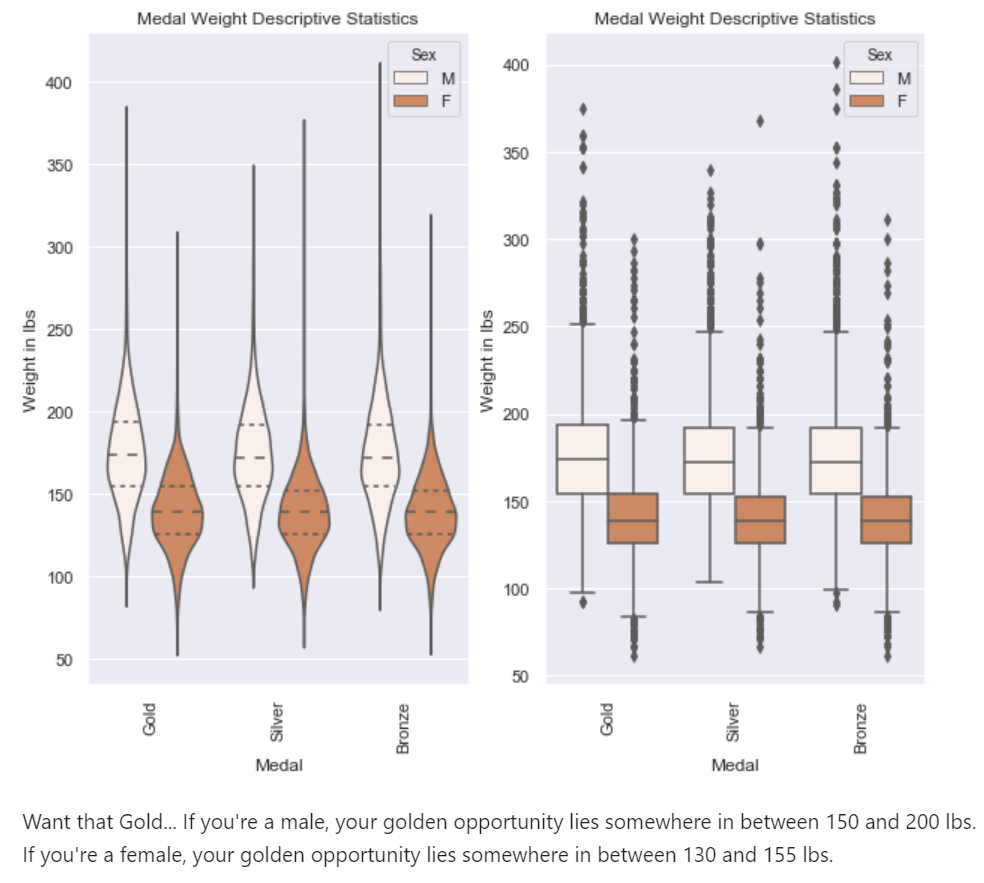 Medal Weight Descriptive Statistics
Sex
M
F
400
350
300
250
200
150
100
50
Weight in lbs
Gold
Silver
Bronze
Medal
Medal Weight Descriptive Statistics
Sex
M
F
400
350
300
250
200
150
100
50
Weight in lbs
Gold
Silver
Bronze
Medal
Want that Gold... If you're a male, your golden opportunity lies somewhere in between 150 and 200 lbs.
If you're a female, your golden opportunity lies somewhere in between 130 and 155 lbs.